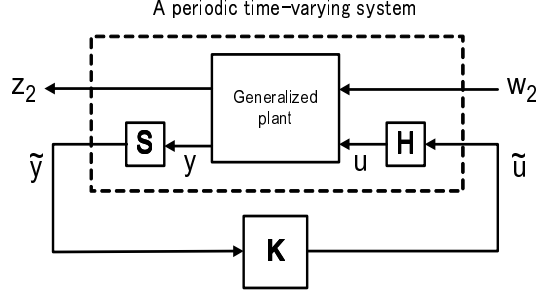 A periodic time-varying system
z2
Generalized
plant
w2
S
H
ỹ
y
u
ũ
K